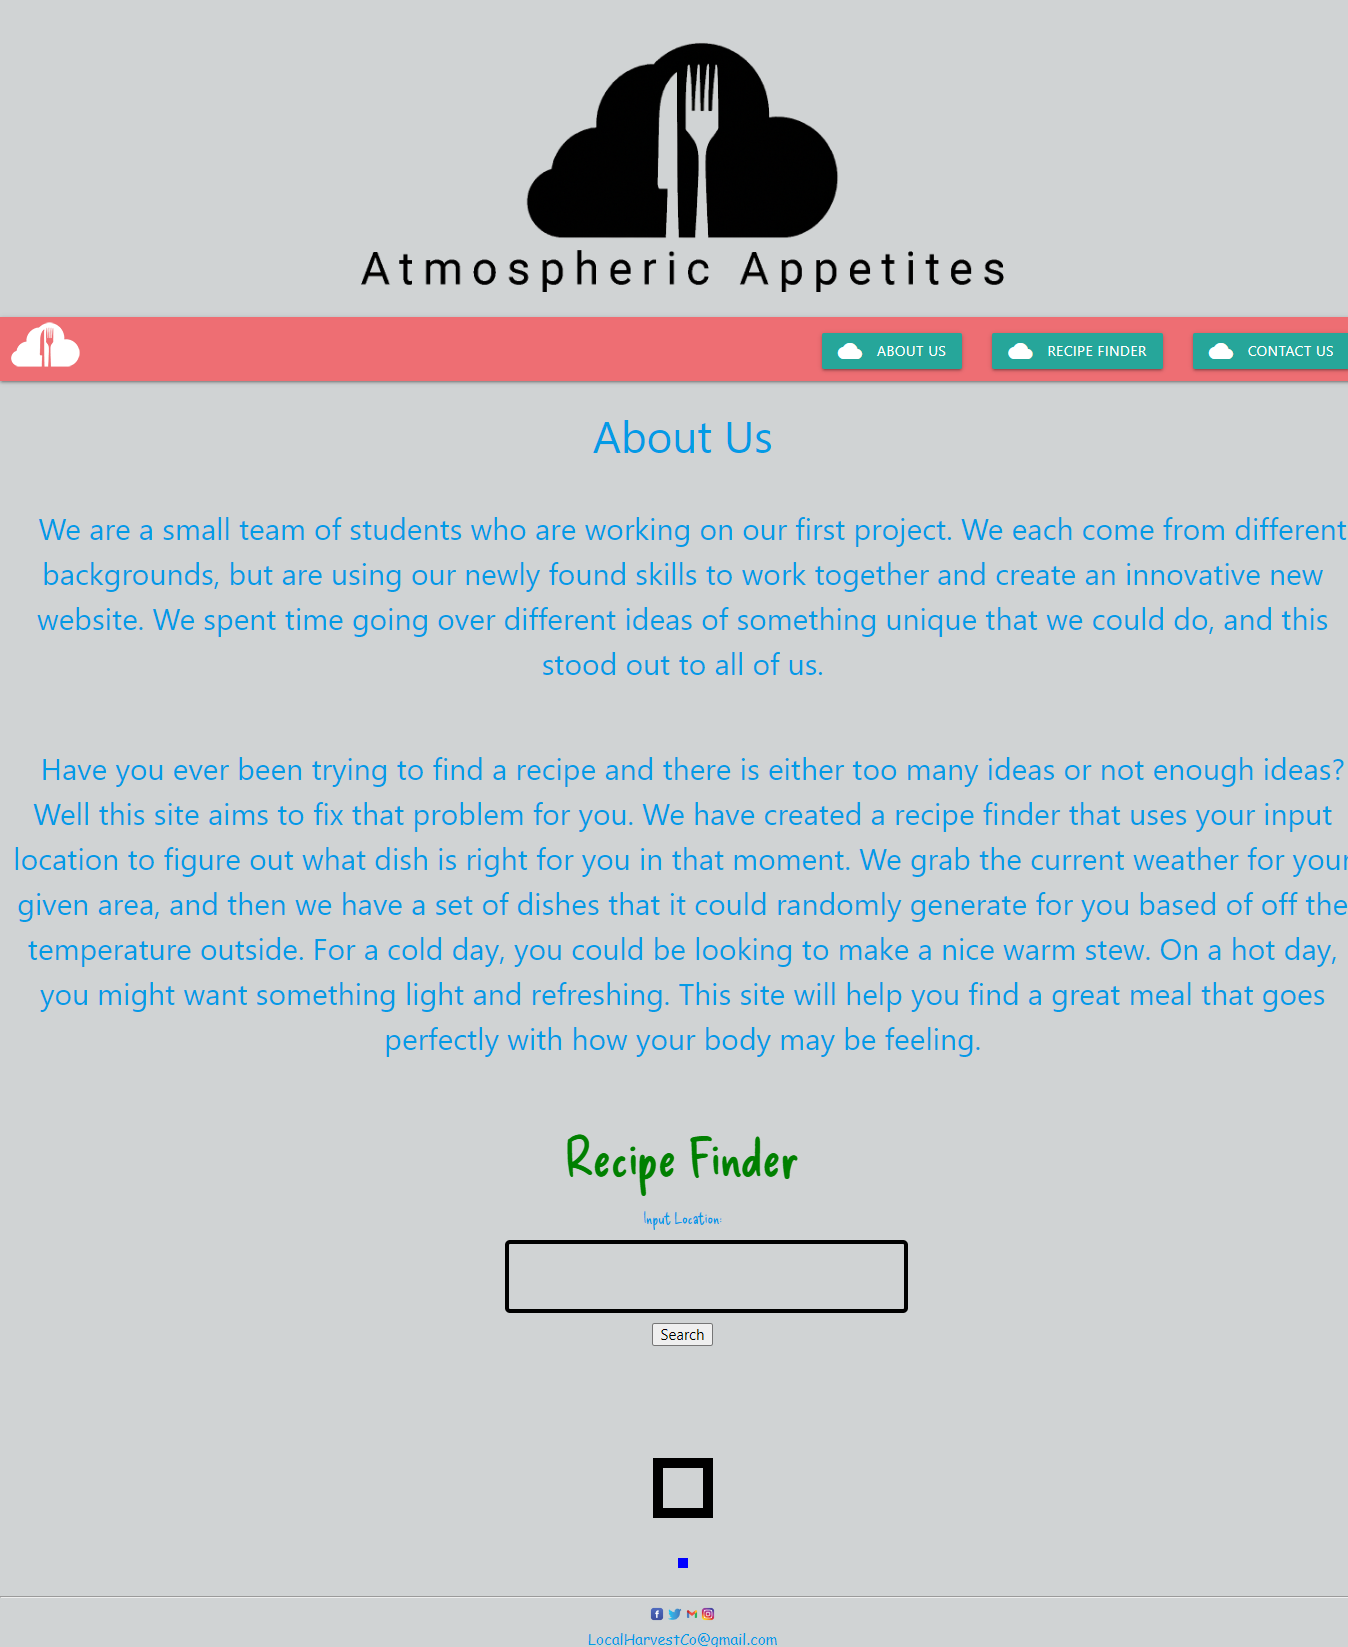 Atmospheric Appetites
ABOUT US
RECIPE FINDER
CONTACT US
About Us
We are a small team of students who are working on our first project. We each come from different
backgrounds, but are using our newly found skills to work together and create an innovative new
website. We spent time going over different ideas of something unique that we could do, and this
stood out to all of us.
Have you ever been trying to find a recipe and there is either too many ideas or not enough ideas?
Well this site aims to fix that problem for you. We have created a recipe finder that uses your input
location to figure out what dish is right for you in that moment. We grab the current weather for your
given area, and then we have a set of dishes that it could randomly generate for you based of off the
temperature outside. For a cold day, you could be looking to make a nice warm stew. On a hot day,
you might want something light and refreshing. This site will help you find a great meal that goes
perfectly with how your body may be feeling.
Recipe Finder
Input Location:
Search
LocalHarvestCo@gmail.com